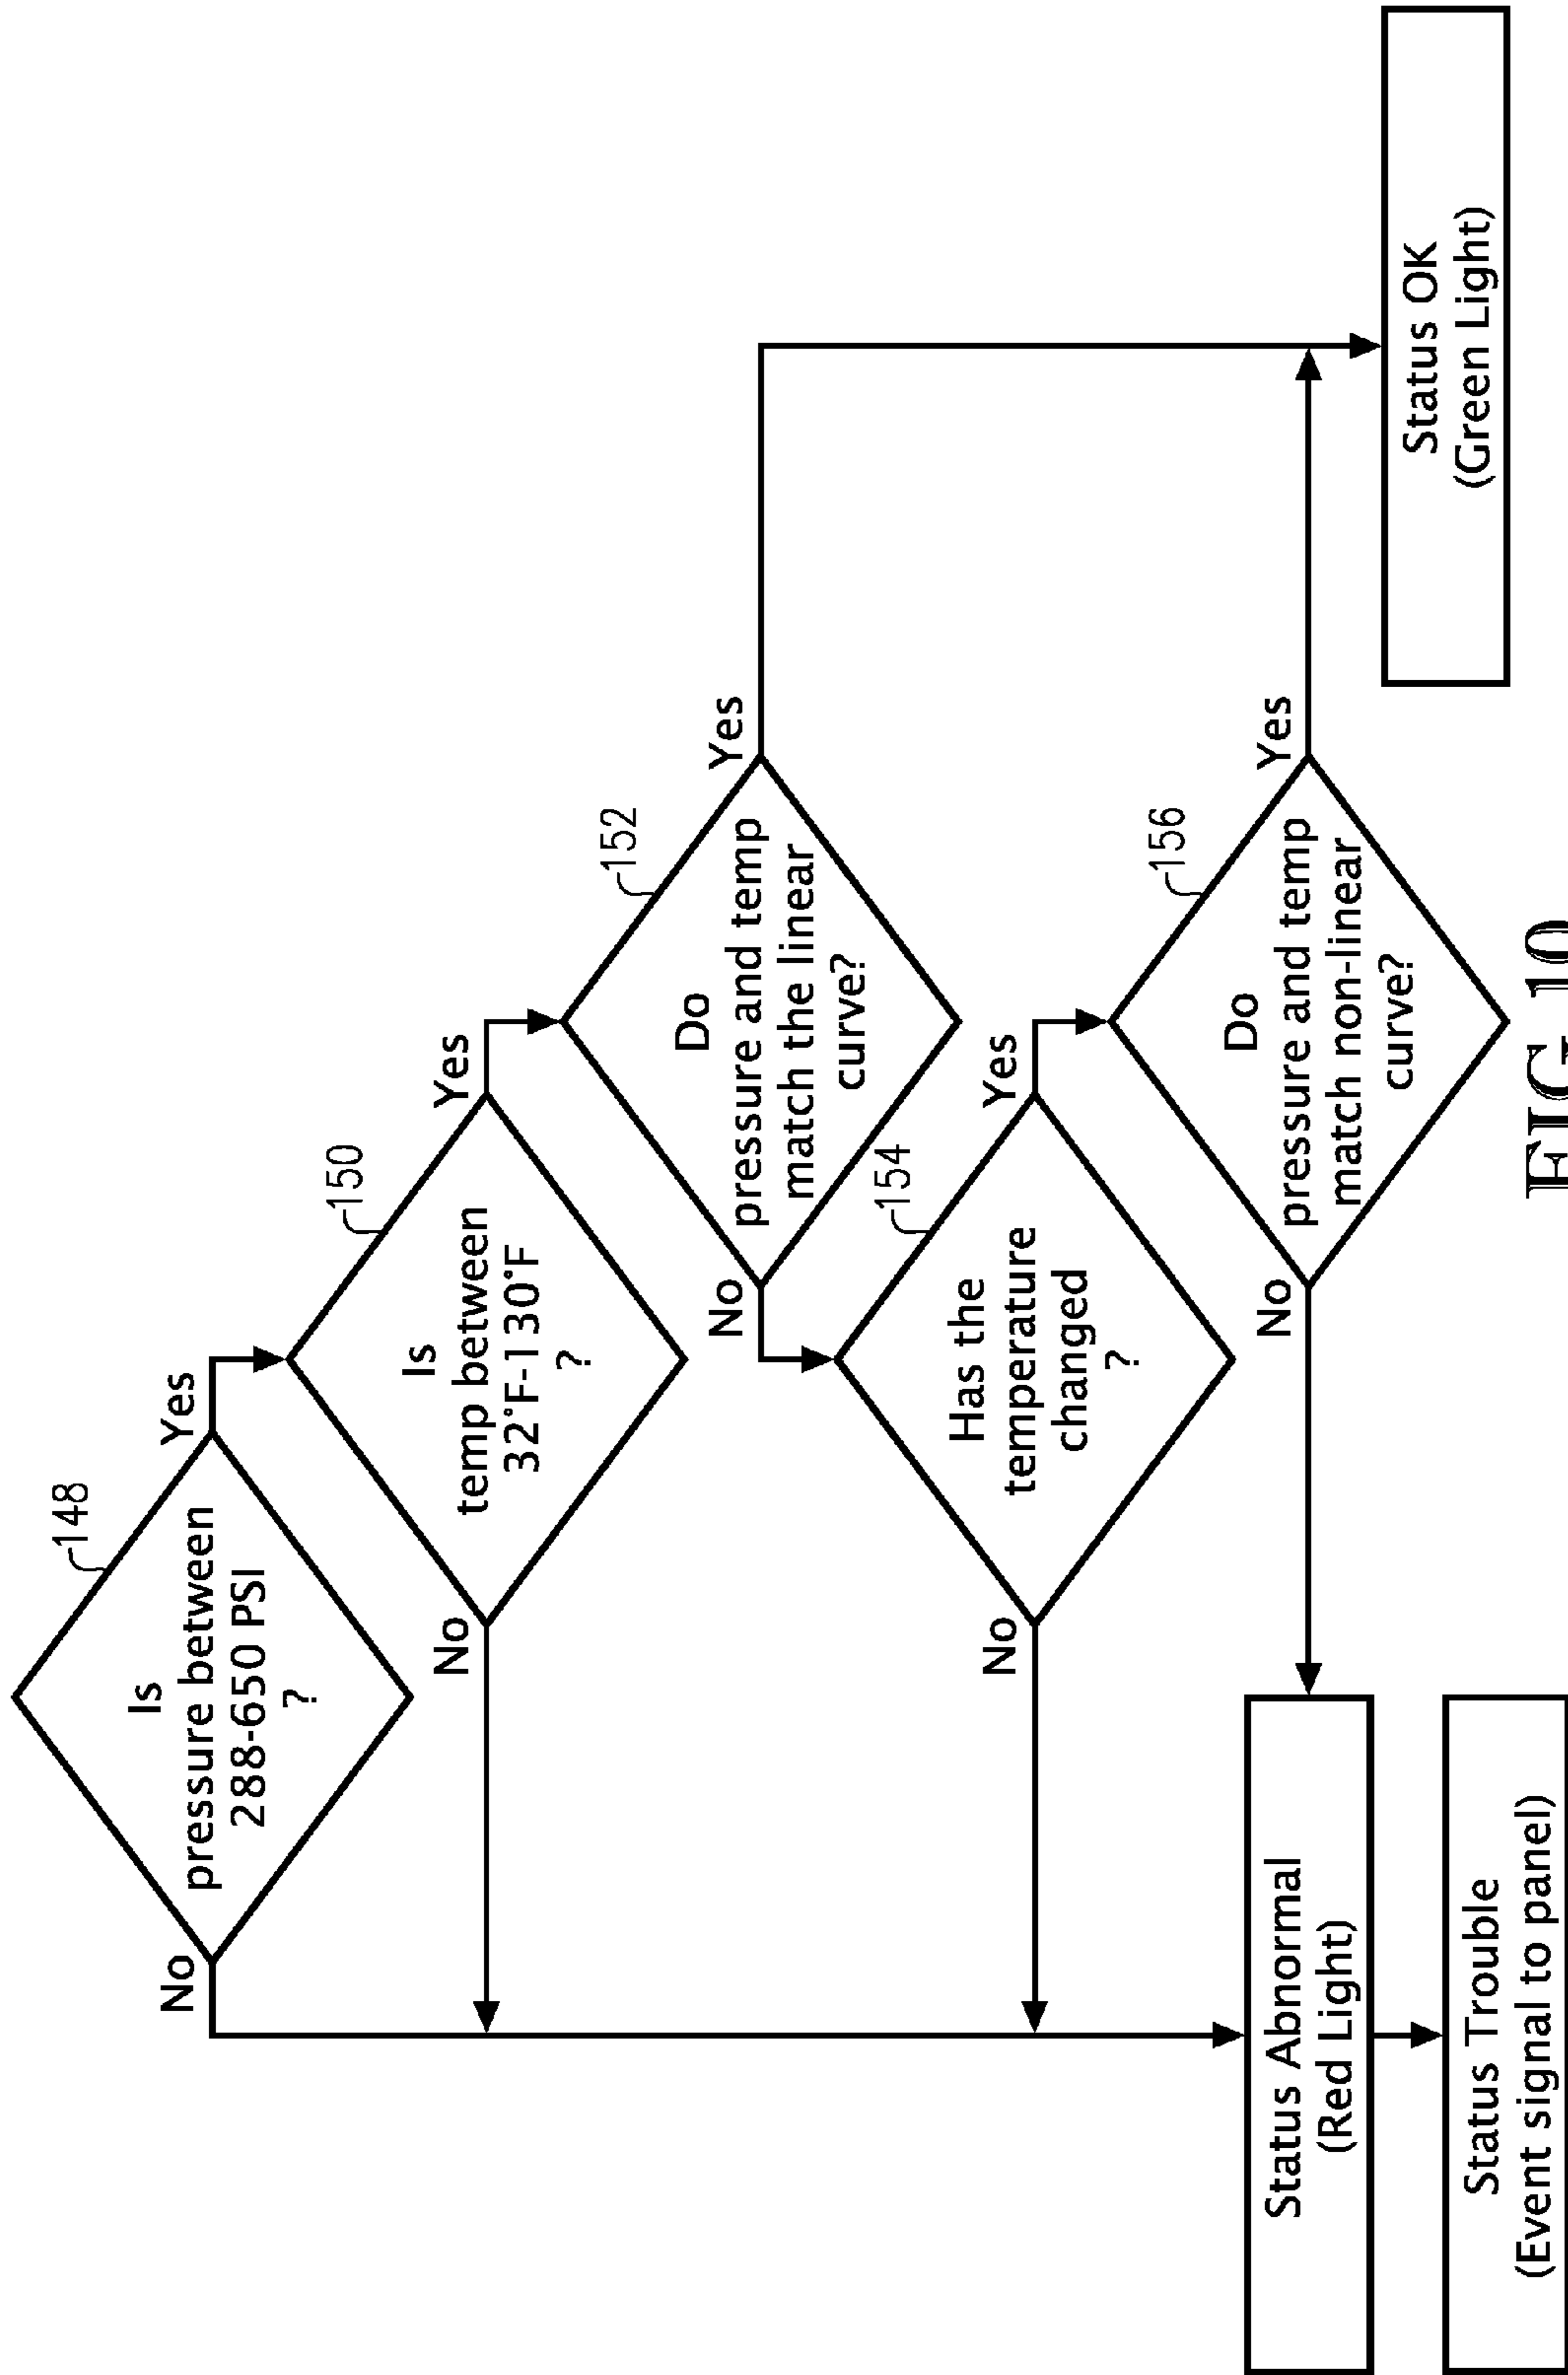 148
Is
pressure between
288-650 PSI
?
No
Yes
150
Is
temp between
32°F-130°F
?
No
Yes
152
Do
pressure and temp
match the linear
curve?
No
Yes
154
Has the
temperature
changed
?
No
Yes
156
Do
pressure and temp
match non-linear
curve?
No
Yes
Status Abnormal
(Red Light)
Status OK
(Green Light)
Status Trouble
(Event signal to panel)
FIG 10